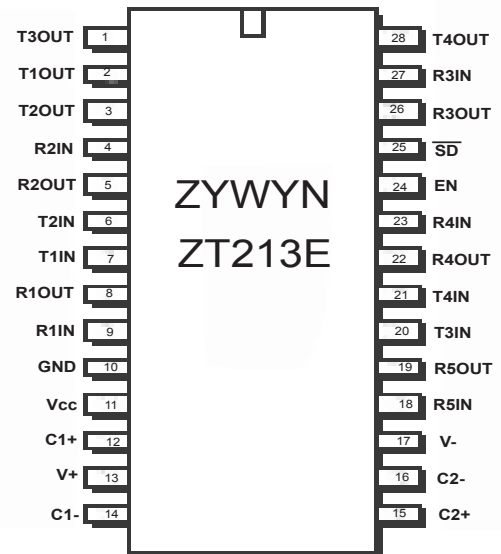 T3OUT 1
T1OUT 2
T2OUT 3
R2IN 4
R2OUT 5
T2IN 6
T1IN 7
R1OUT 8
R1IN 9
GND 10
Vcc 11
C1+ 12
V+ 13
C1- 14
ZYWYN
ZT213E
28 T4OUT
27 R3IN
26 R3OUT
25 S̅D̅
24 EN
23 R4IN
22 R4OUT
21 T4IN
20 T3IN
19 R5OUT
18 R5IN
17 V-
16 C2-
15 C2+